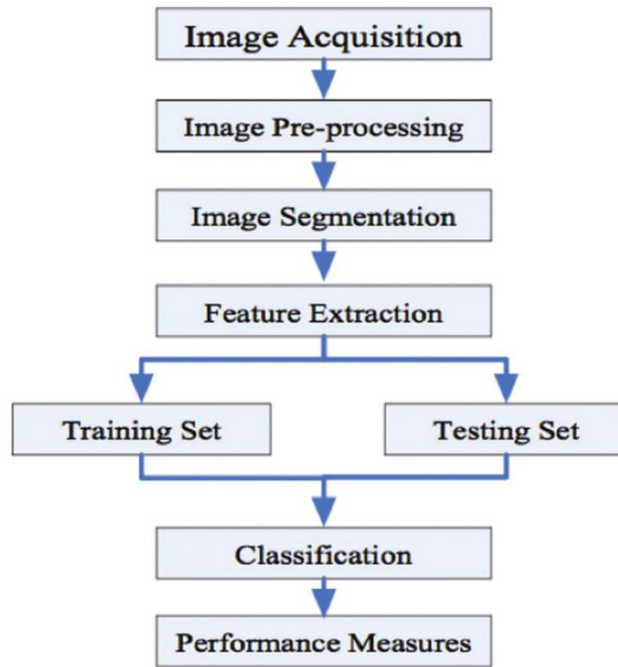 Image Acquisition
Image Pre-processing
Image Segmentation
Feature Extraction
Training Set
Testing Set
Classification
Performance Measures